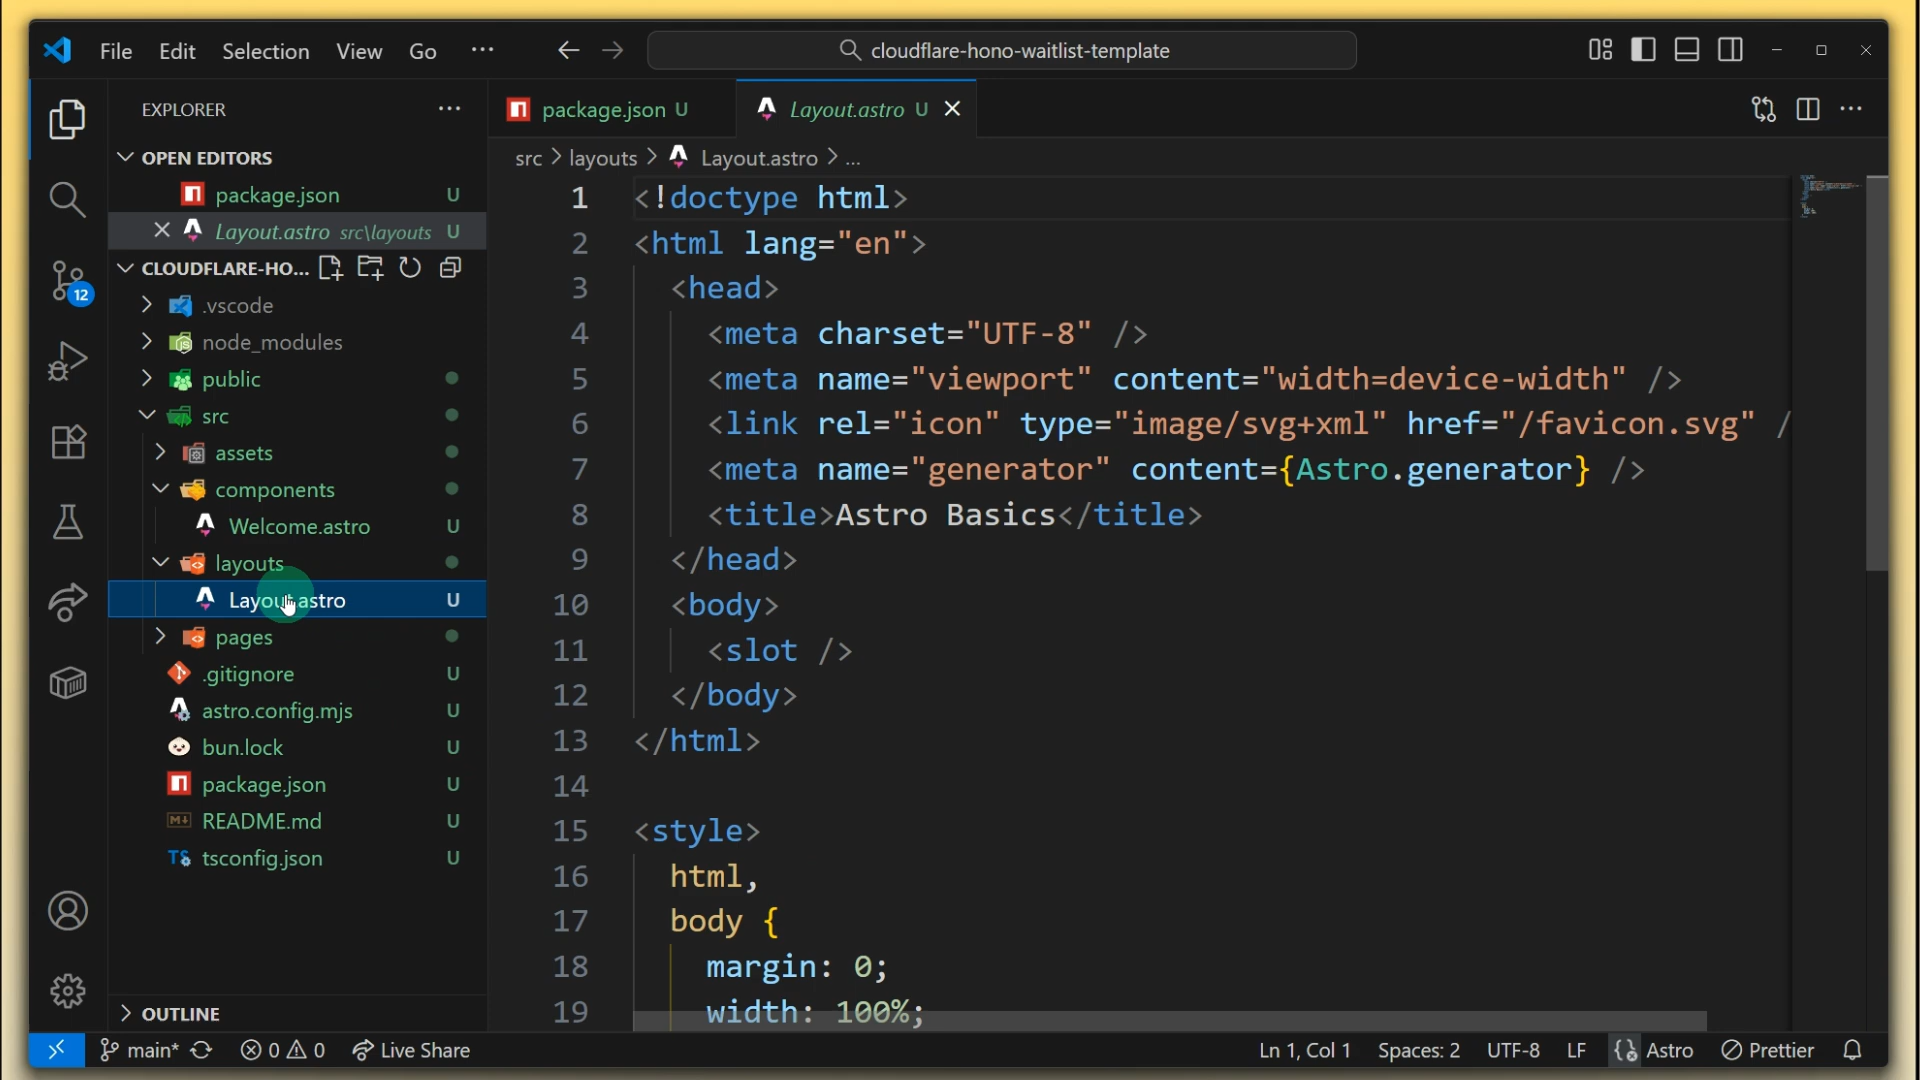 File Edit Selection View Go ···
cloudflare-hono-waitlist-template
EXPLORER
OPEN EDITORS
package.json U
Layout.astro src\layouts U
CLOUDFLARE-HO...
.vscode
node_modules
public
src
assets
components
Welcome.astro U
layouts
Layout.astro U
pages
.gitignore U
astro.config.mjs U
bun.lock U
package.json U
README.md U
TS tsconfig.json U
OUTLINE
12
package.json U
Layout.astro U
src > layouts > Layout.astro > ...
1 <!doctype html>
2 <html lang="en">
3 <head>
4 <meta charset="UTF-8" />
5 <meta name="viewport" content="width=device-width" />
6 <link rel="icon" type="image/svg+xml" href="/favicon.svg" /
7 <meta name="generator" content={Astro.generator} />
8 <title>Astro Basics</title>
9 </head>
10 <body>
11 <slot />
12 </body>
13 </html>
14
15 <style>
16 html,
17 body {
18 margin: 0;
19 width: 100%;
main* 0 0 Live Share Ln 1, Col 1 Spaces: 2 UTF-8 LF Astro Prettier